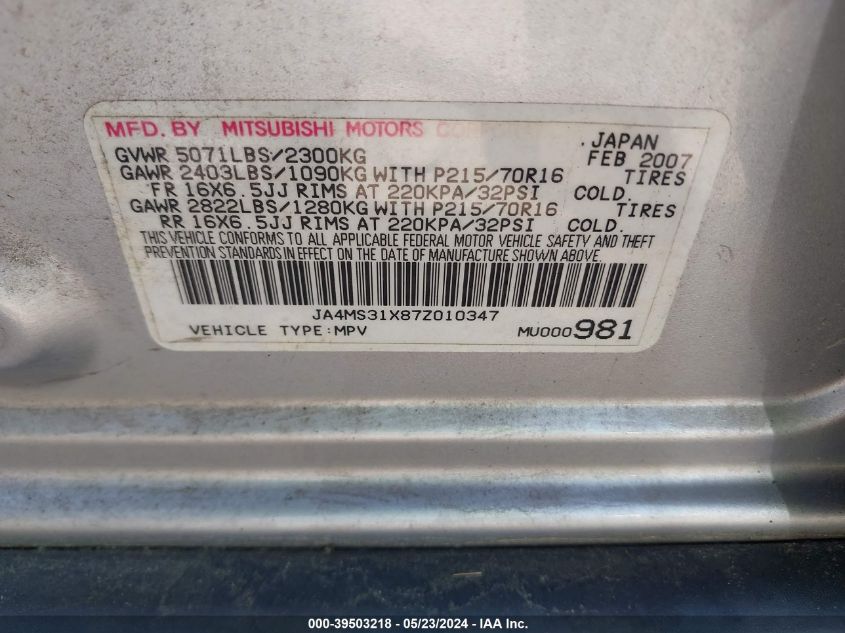 MFD. BY MITSUBISHI MOTORS CORPORATION, JAPAN
GVWR 5071LBS/2300KG FEB 2007
GAWR 2403LBS/1090KG WITH P215/70R16 TIRES
FR 16X6.5JJ RIMS AT 220KPA/32PSI COLD.
GAWR 2822LBS/1280KG WITH P215/70R16 TIRES
RR 16X6.5JJ RIMS AT 220KPA/32PSI COLD.
THIS VEHICLE CONFORMS TO ALL APPLICABLE FEDERAL MOTOR VEHICLE SAFETY AND THEFT
PREVENTION STANDARDS IN EFFECT ON THE DATE OF MANUFACTURE SHOWN ABOVE.
JA4MS31X87Z010347
VEHICLE TYPE:MPV MU000981
000-39503218 - 05/23/2024 - IAA Inc.